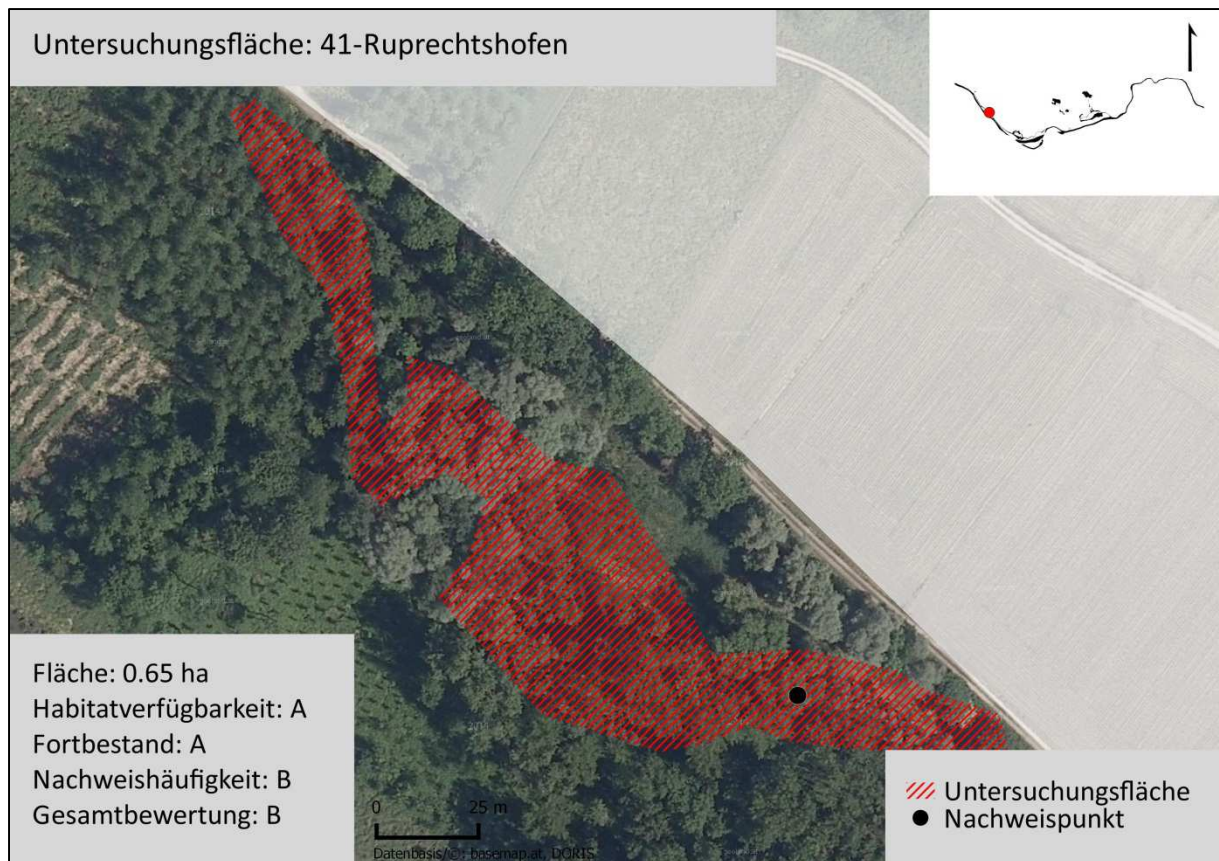 Untersuchungsfläche: 41-Ruprechtshofen
Fläche: 0.65 ha
Habitatverfügbarkeit: A
Fortbestand: A
Nachweishäufigkeit: B
Gesamtbewertung: B
0 25 m
Datenbasis/©: basemap.at, DORIS
Untersuchungsfläche
Nachweispunkt